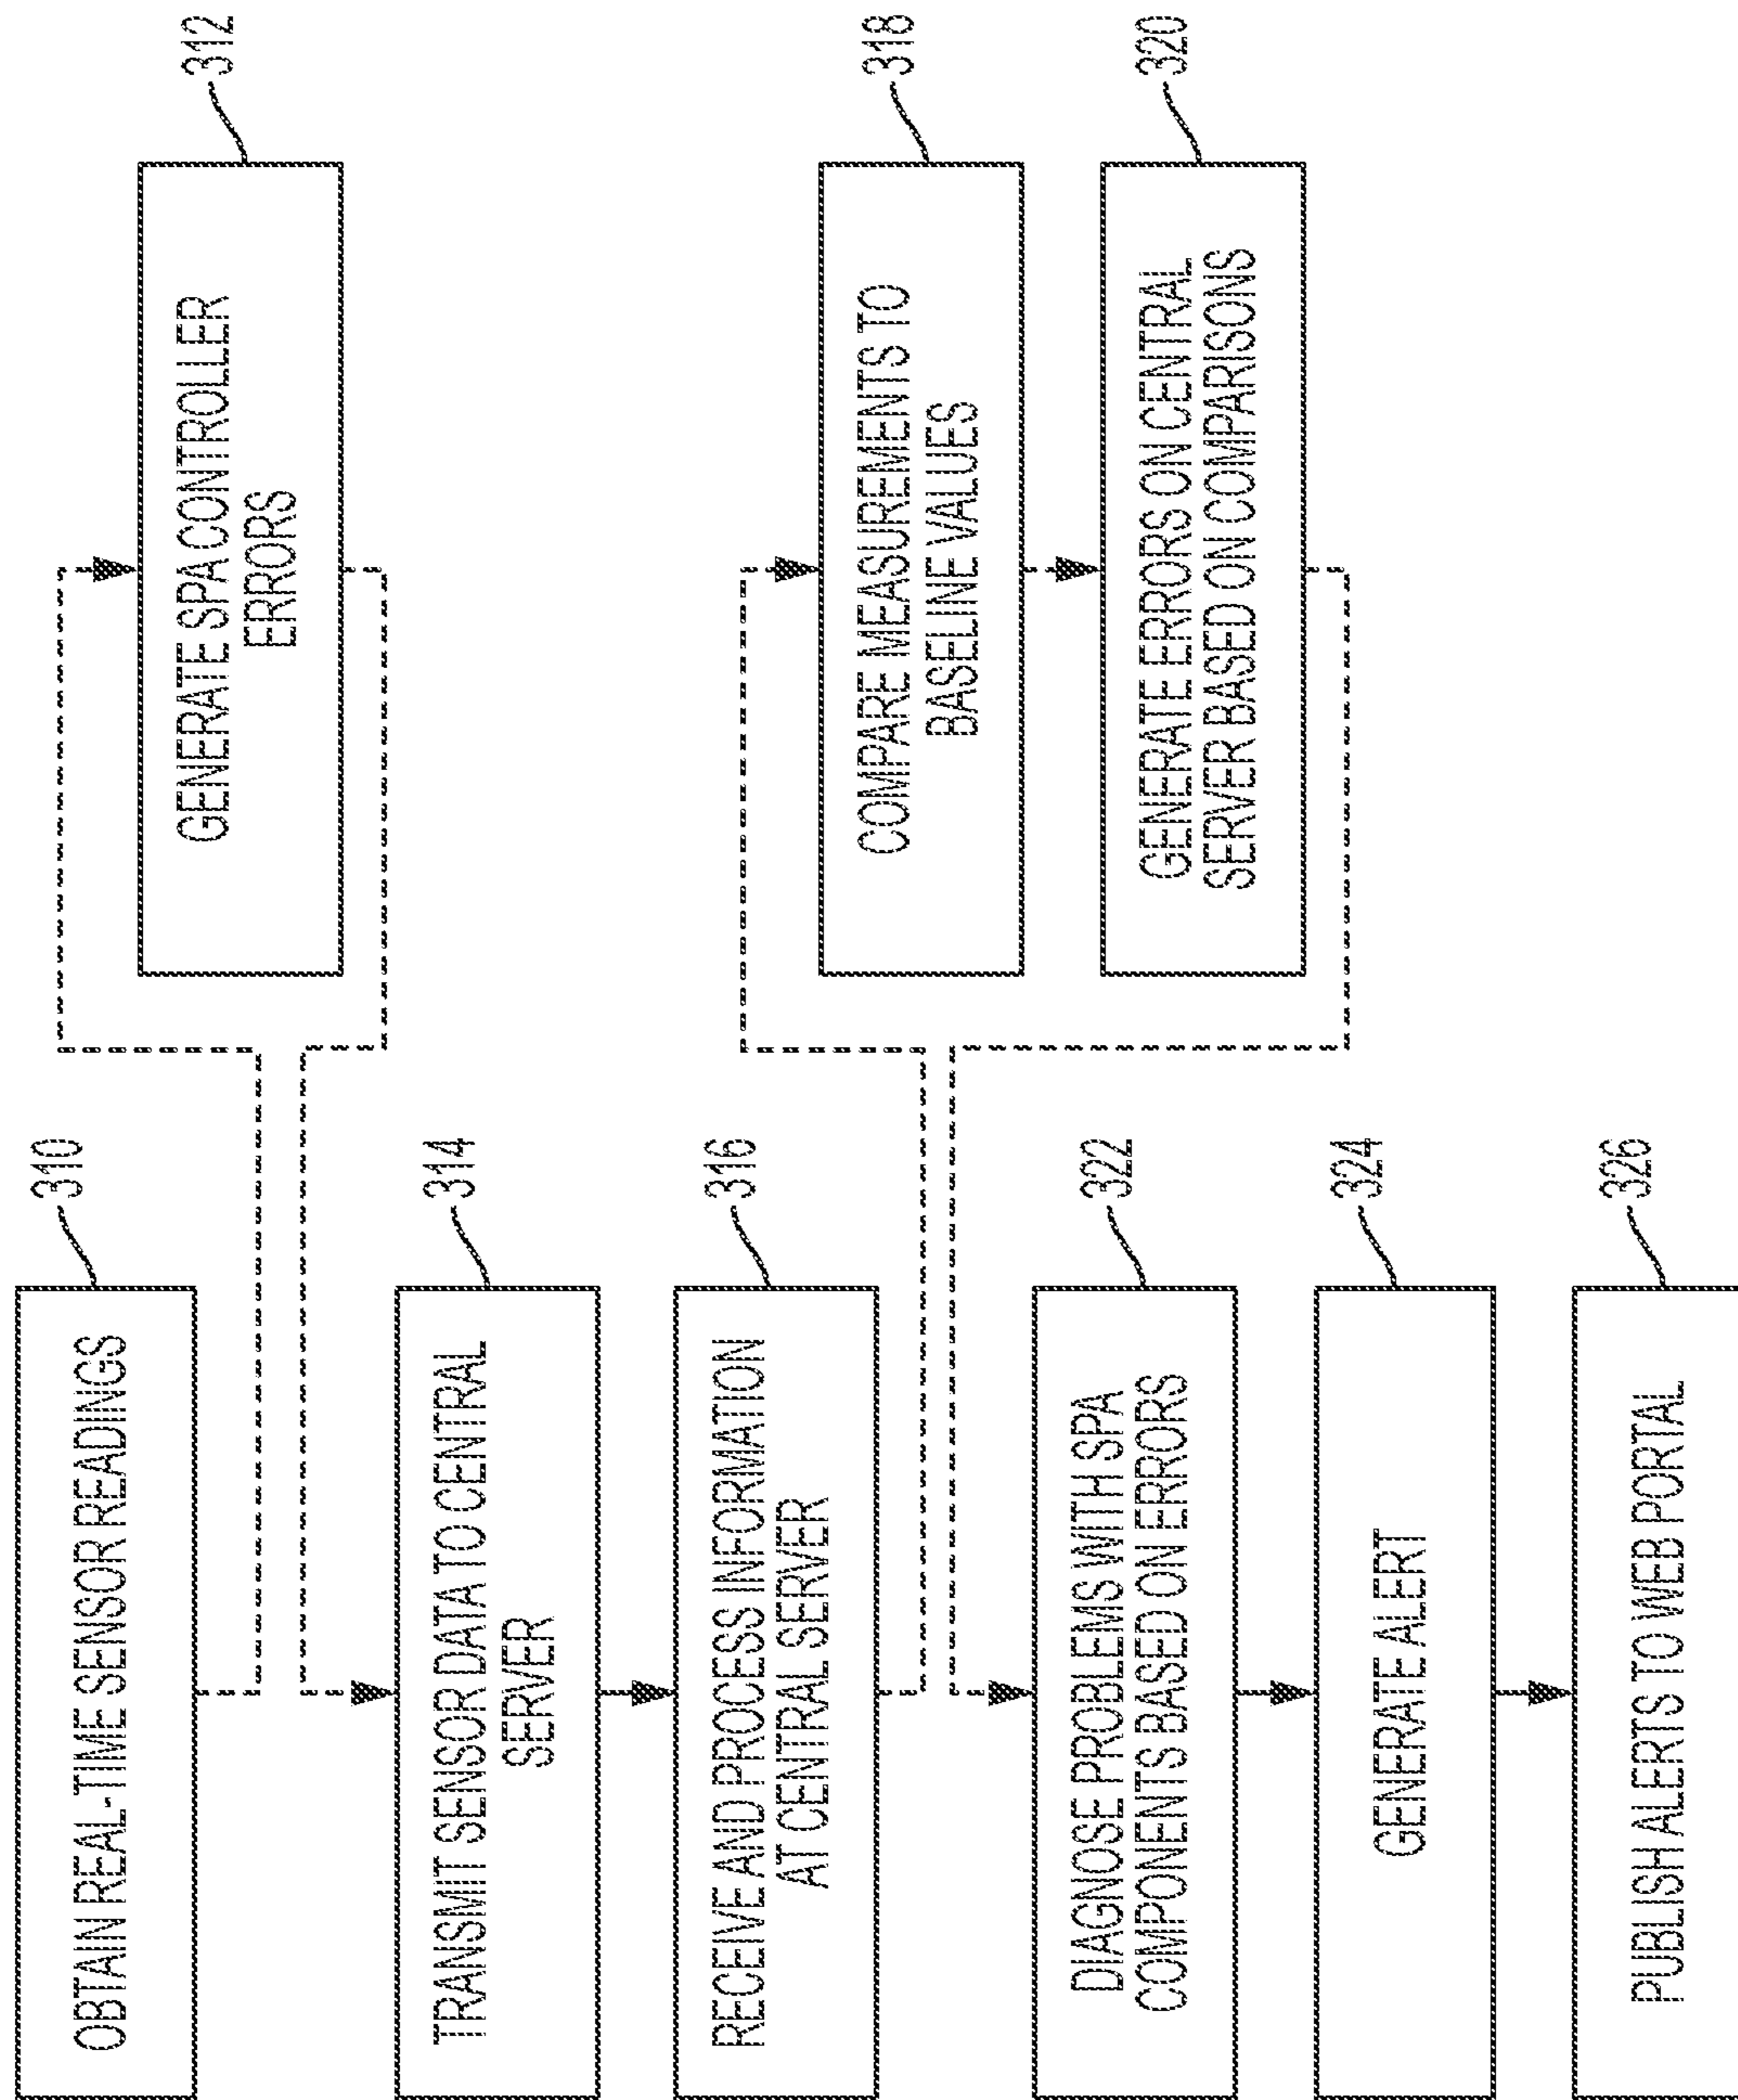 OBTAIN REAL-TIME SENSOR READINGS
310
GENERATE SPA CONTROLLER
ERRORS
312
TRANSMIT SENSOR DATA TO CENTRAL
SERVER
314
RECEIVE AND PROCESS INFORMATION
AT CENTRAL SERVER
316
COMPARE MEASUREMENTS TO
BASELINE VALUES
318
GENERATE ERRORS ON CENTRAL
SERVER BASED ON COMPARISONS
320
DIAGNOSE PROBLEMS WITH SPA
COMPONENTS BASED ON ERRORS
322
GENERATE ALERT
324
PUBLISH ALERTS TO WEB PORTAL
326